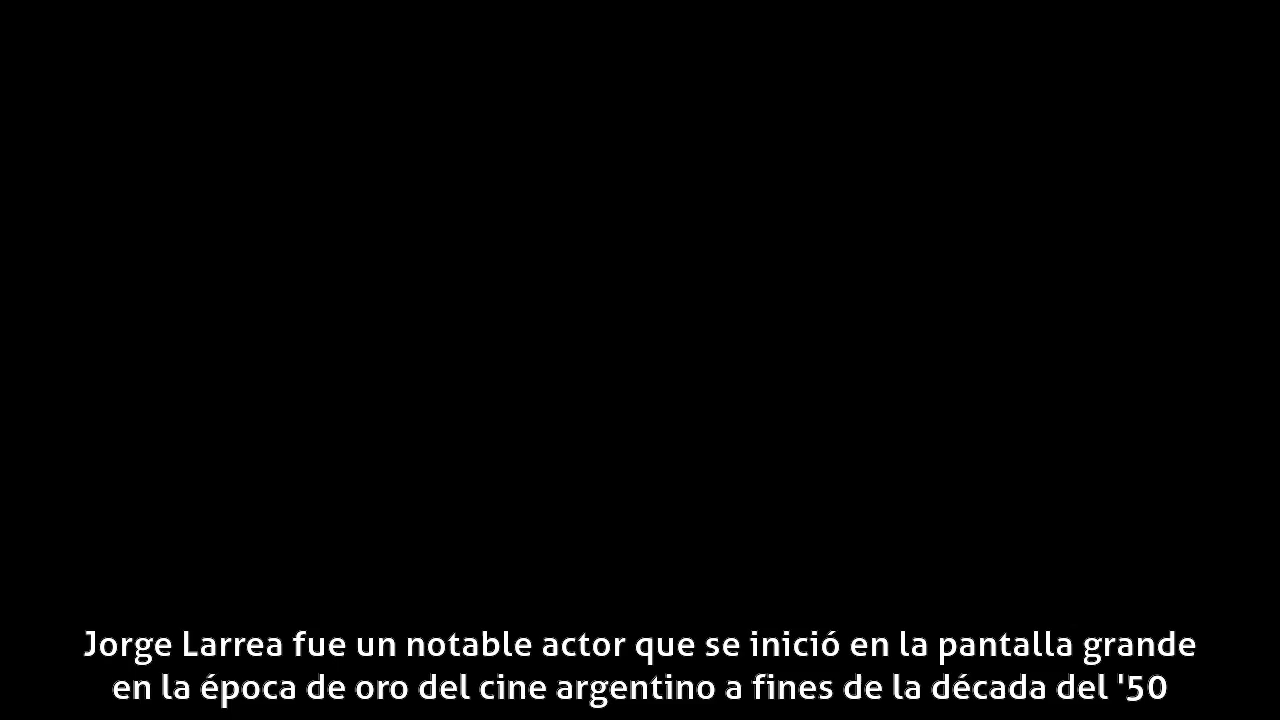 Jorge Larrea fue un notable actor que se inició en la pantalla grande
en la época de oro del cine argentino a fines de la década del '50